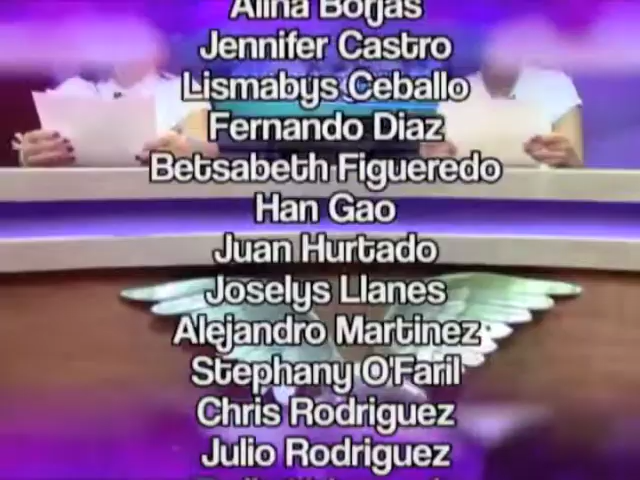 Alina Borjas
Jennifer Castro
Lismabys Ceballo
Fernando Diaz
Betsabeth Figueredo
Han Gao
Juan Hurtado
Joselys Llanes
Alejandro Martinez
Stephany O'Faril
Chris Rodriguez
Julio Rodriguez